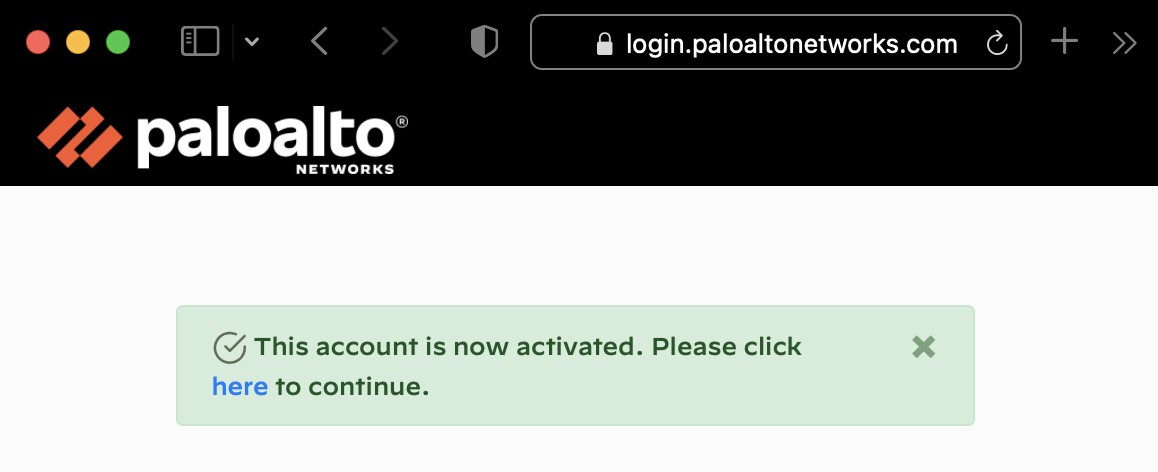 login.paloaltonetworks.com
paloalto®
NETWORKS
This account is now activated. Please click
here to continue.